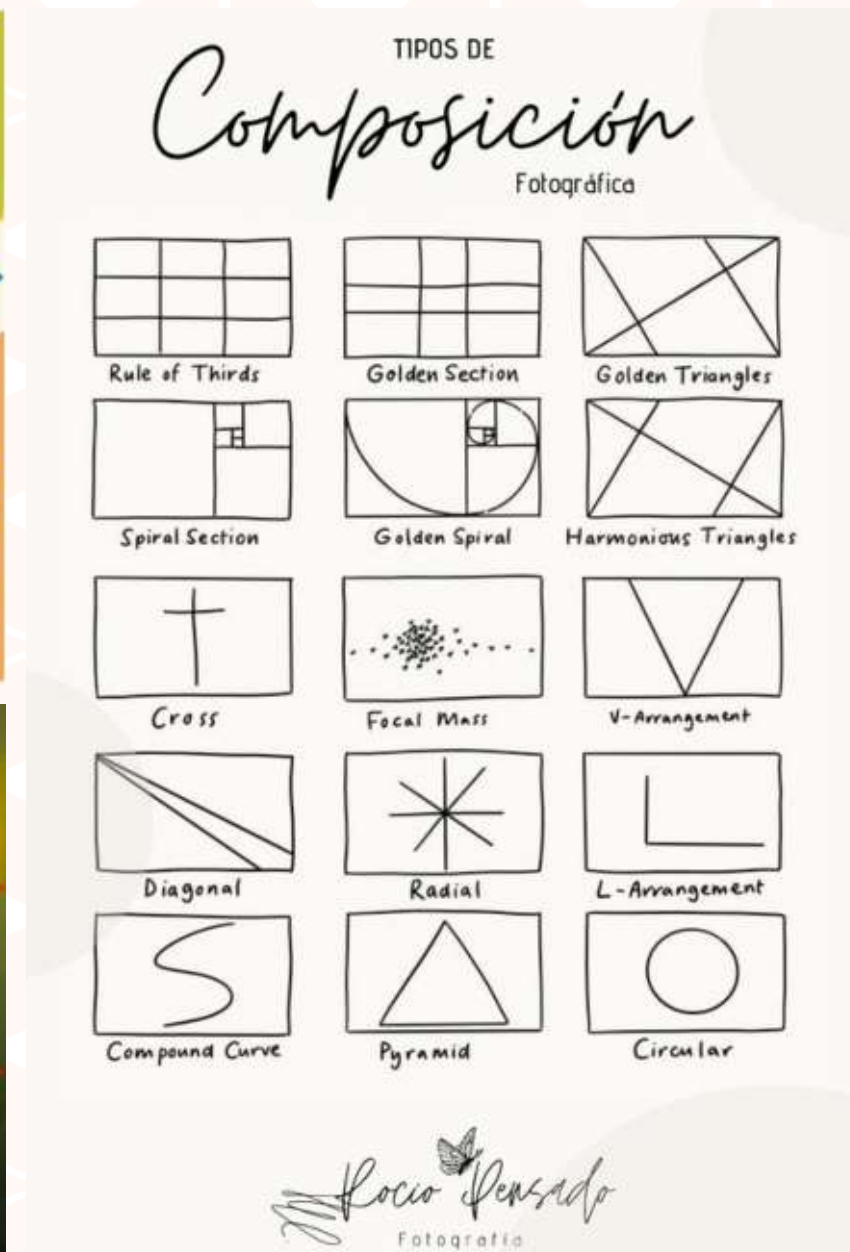 TIPOS DE
Composición
Fotográfica
Rule of Thirds Golden Section Golden Triangles
Spiral Section Golden Spiral Harmonious Triangles
Cross Focal Mass V-Arrangement
Diagonal Radial L-Arrangement
Compound Curve Pyramid Circular
Rocio Pensado
Fotografía